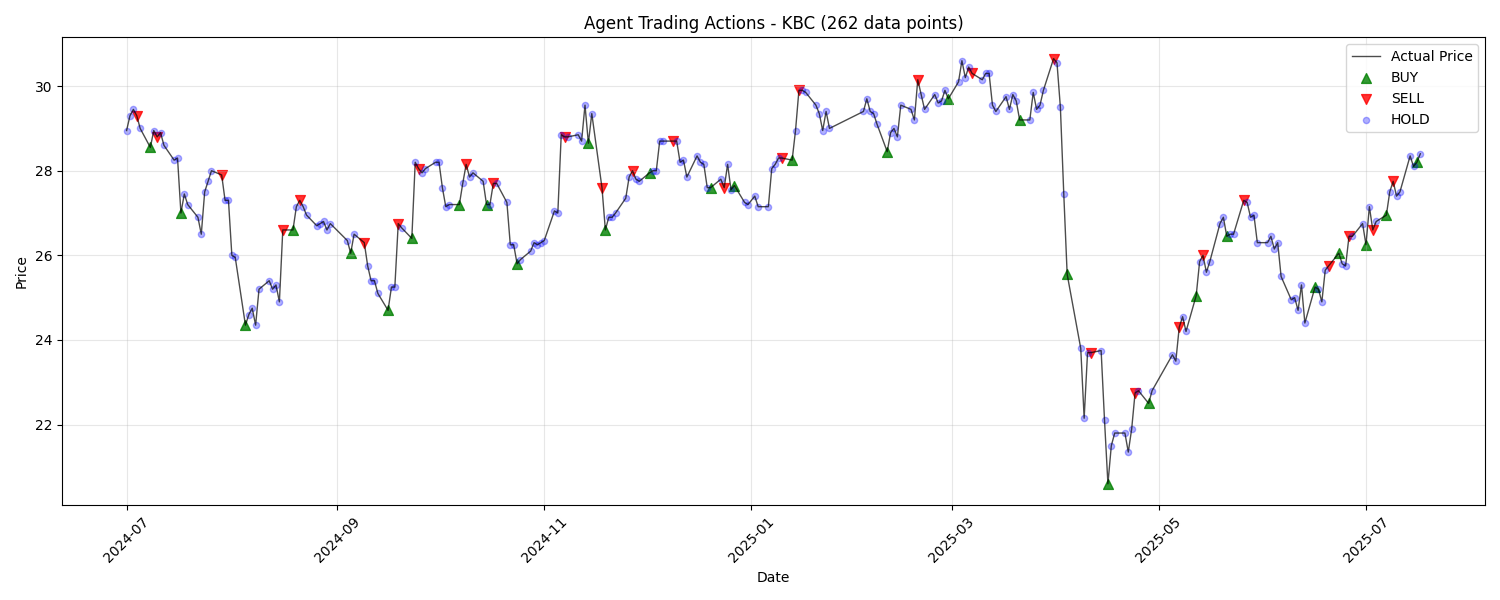 Agent Trading Actions - KBC (262 data points)
Actual Price
BUY
SELL
HOLD
Price
30
28
26
24
22
2024-07
2024-09
2024-11
2025-01
2025-03
2025-05
2025-07
Date